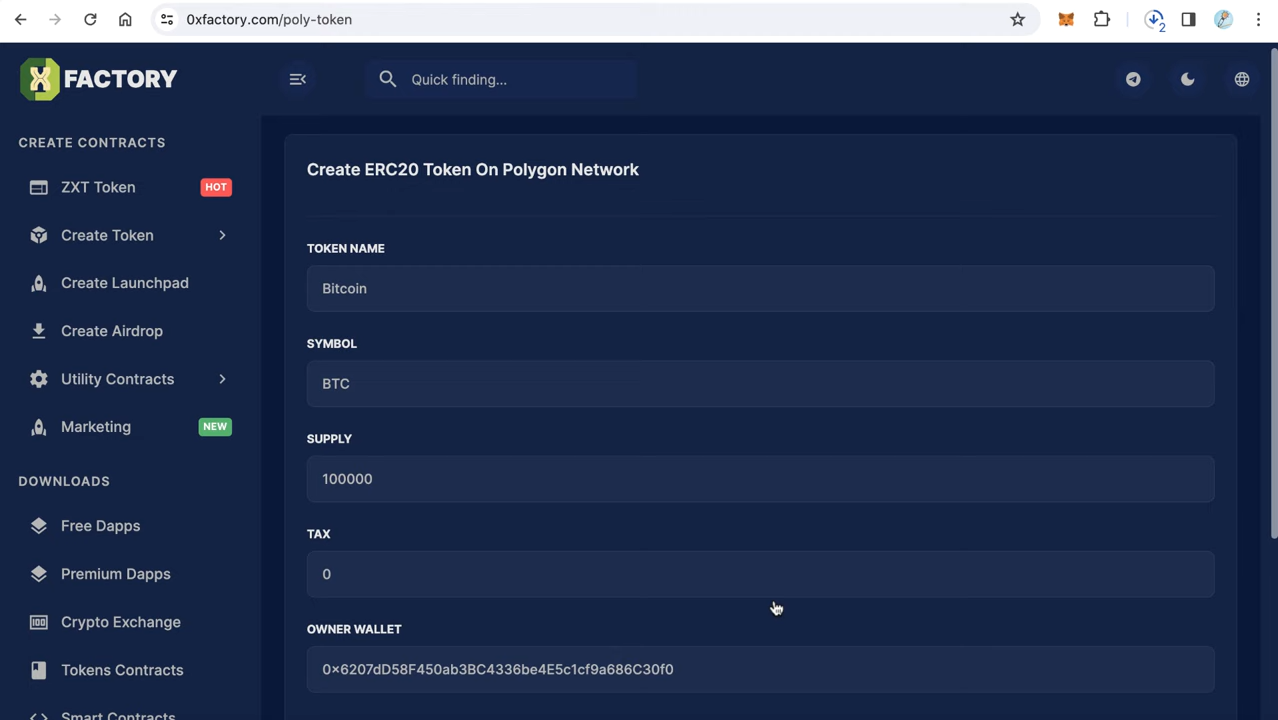 0xfactory.com/poly-token
2
FACTORY
Quick finding...
CREATE CONTRACTS
ZXT Token
HOT
Create Token
Create Launchpad
Create Airdrop
Utility Contracts
Marketing
NEW
DOWNLOADS
Free Dapps
Premium Dapps
Crypto Exchange
Tokens Contracts
Smart Contracts
Create ERC20 Token On Polygon Network
TOKEN NAME
Bitcoin
SYMBOL
BTC
SUPPLY
100000
TAX
0
OWNER WALLET
0x6207dD58F450ab3BC4336be4E5c1cf9a686C30f0